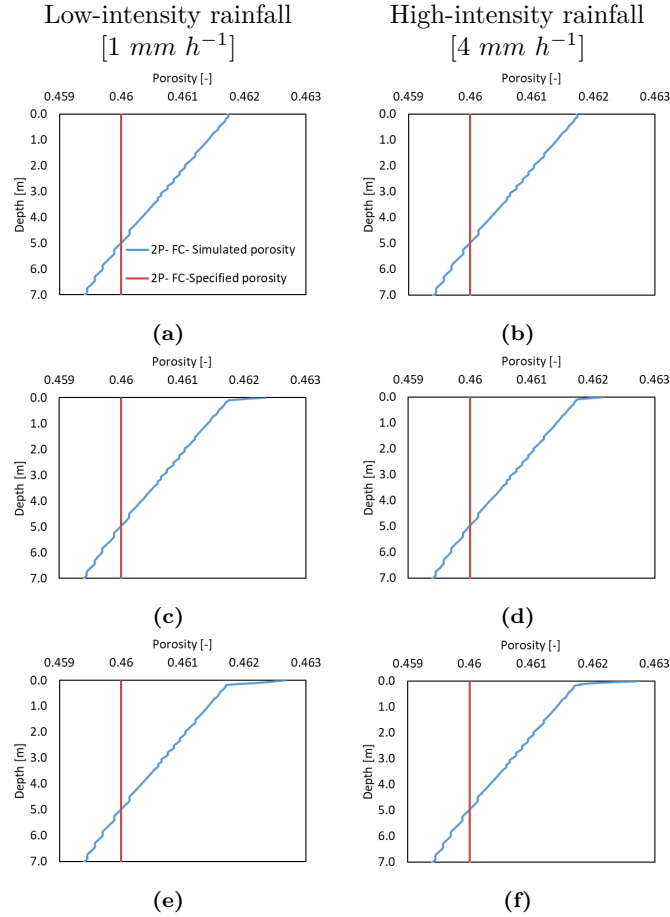 Low-intensity rainfall
[1 mm h⁻¹]
High-intensity rainfall
[4 mm h⁻¹]
Porosity [-]
0.459 0.46 0.461 0.462 0.463
0.0
1.0
2.0
3.0
4.0
5.0
6.0
7.0
Depth [m]
2P- FC- Simulated porosity
2P- FC-Specified porosity
(a)
Porosity [-]
0.459 0.46 0.461 0.462 0.463
0.0
1.0
2.0
3.0
4.0
5.0
6.0
7.0
Depth [m]
(b)
Porosity [-]
0.459 0.46 0.461 0.462 0.463
0.0
1.0
2.0
3.0
4.0
5.0
6.0
7.0
Depth [m]
(c)
Porosity [-]
0.459 0.46 0.461 0.462 0.463
0.0
1.0
2.0
3.0
4.0
5.0
6.0
7.0
Depth [m]
(d)
Porosity [-]
0.459 0.46 0.461 0.462 0.463
0.0
1.0
2.0
3.0
4.0
5.0
6.0
7.0
Depth [m]
(e)
Porosity [-]
0.459 0.46 0.461 0.462 0.463
0.0
1.0
2.0
3.0
4.0
5.0
6.0
7.0
Depth [m]
(f)